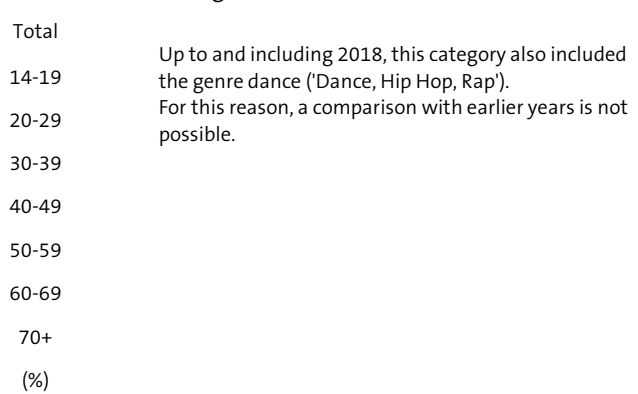 Total
14-19
20-29
30-39
40-49
50-59
60-69
70+
(%)
Up to and including 2018, this category also included
the genre dance ('Dance, Hip Hop, Rap').
For this reason, a comparison with earlier years is not
possible.